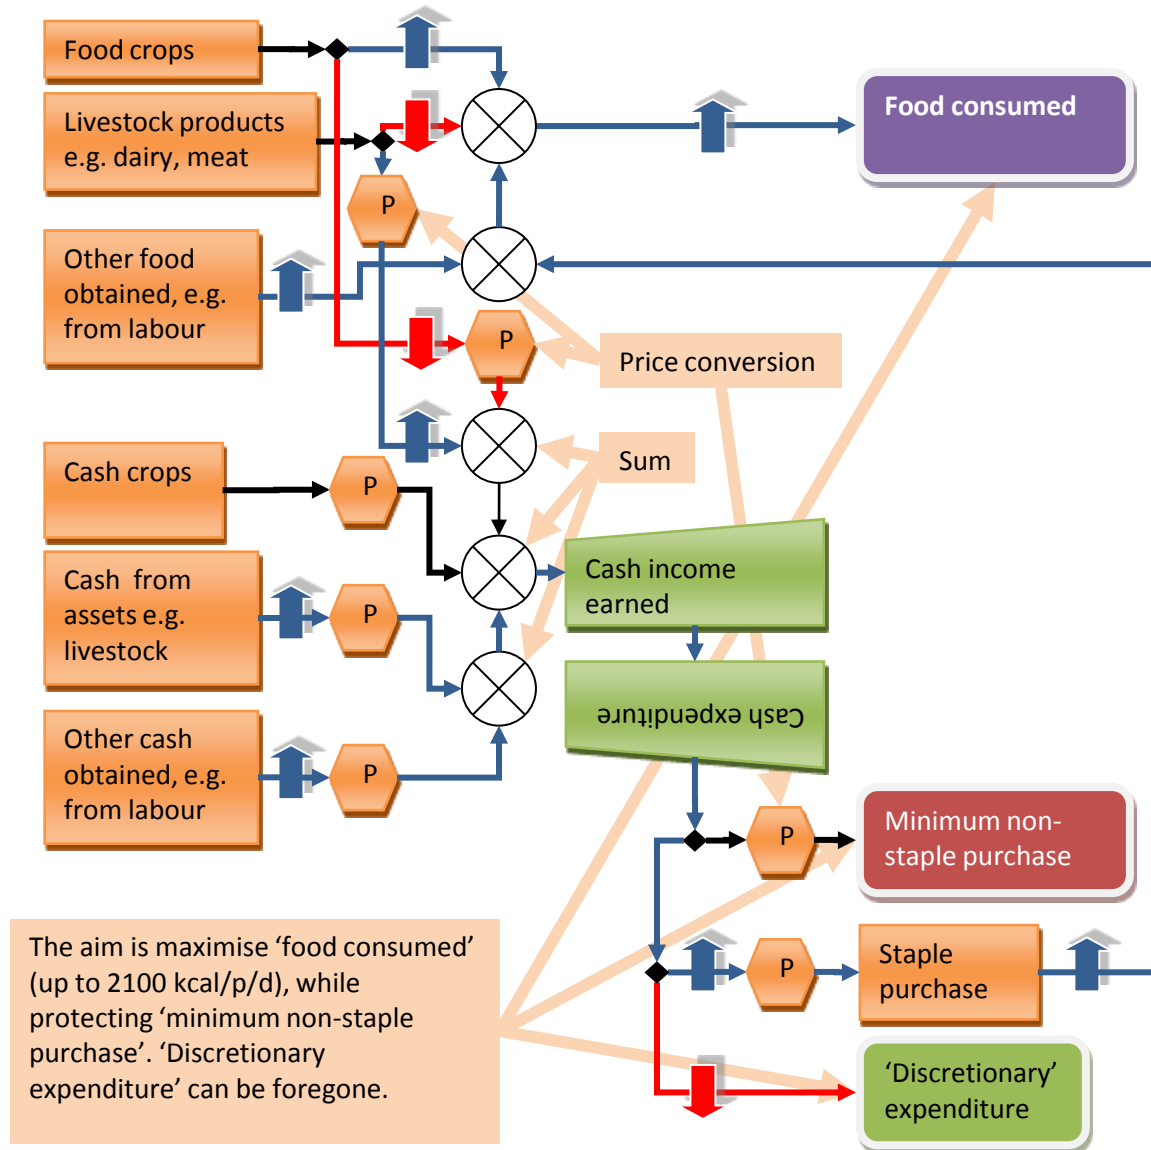 Food crops
Food consumed
Livestock products
e.g. dairy, meat
P
Other food
obtained, e.g.
from labour
P
Price conversion
Sum
Cash crops
P
Cash from
assets e.g.
livestock
P
Cash income
earned
Cash expenditure
Other cash
obtained, e.g.
from labour
P
P
Minimum non-
staple purchase
The aim is maximise ‘food consumed’
(up to 2100 kcal/p/d), while
protecting ‘minimum non-staple
purchase’. ‘Discretionary
expenditure’ can be foregone.
P
Staple
purchase
‘Discretionary’
expenditure